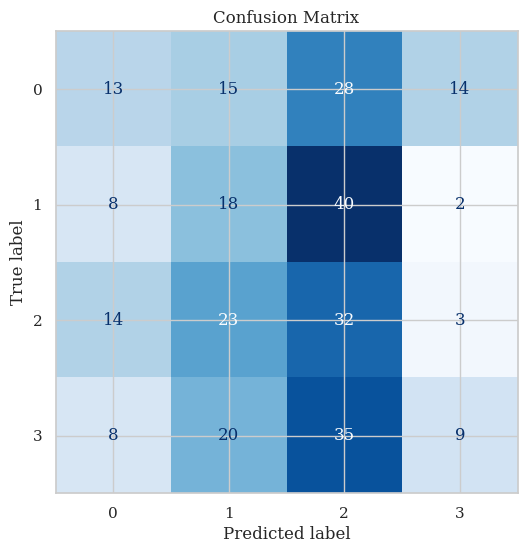 Confusion Matrix
True label
0 13 15 28 14
1 8 18 40 2
2 14 23 32 3
3 8 20 35 9
0 1 2 3
Predicted label